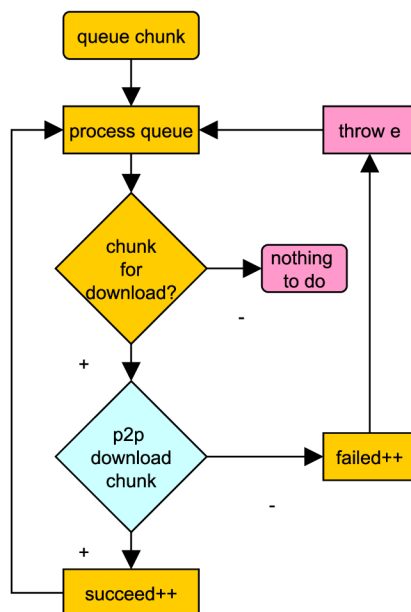 queue chunk
process queue
throw e
chunk
for
download?
nothing
to do
-
+
p2p
download
chunk
failed++
-
+
succeed++